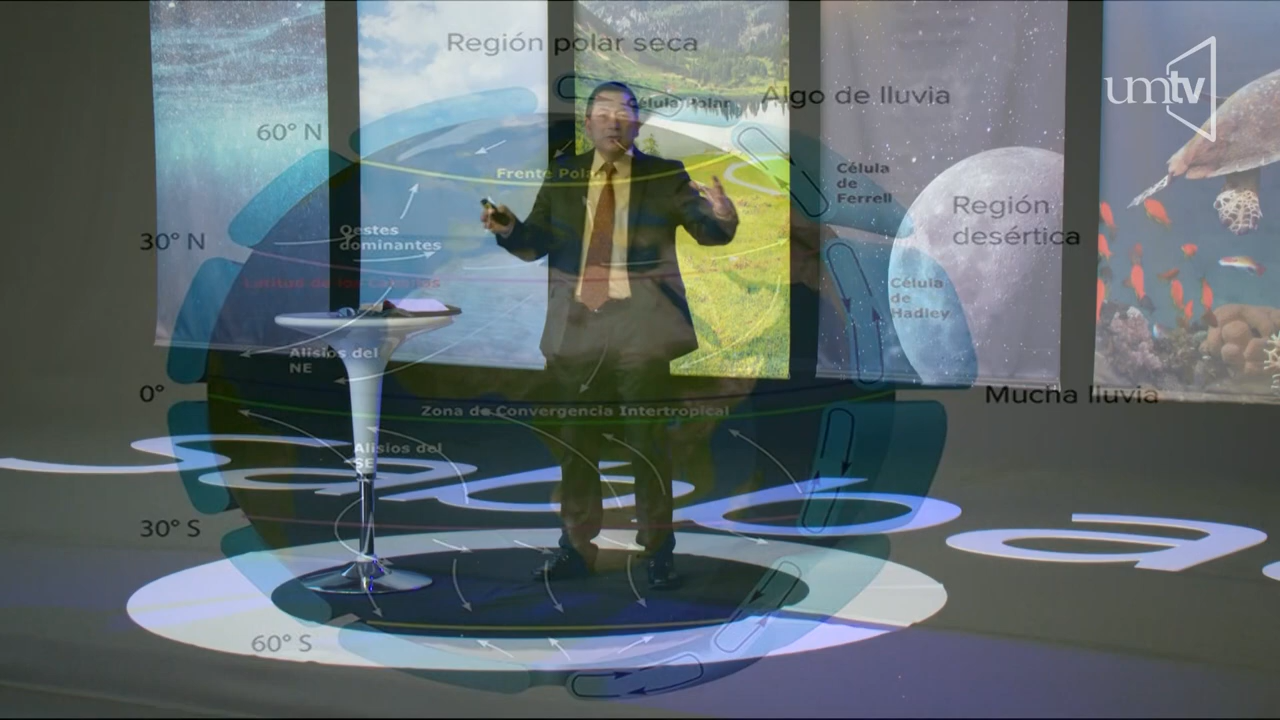 Región polar seca
umtv
Célula Polar
Algo de lluvia
60° N
Frente Polar
Célula
de
Ferrell
Región
desértica
Oestes
dominantes
30° N
Célula
de
Hadley
Alisios del
NE
0°
Mucha lluvia
Zona de Convergencia Intertropical
Alisios del
SE
30° S
60° S